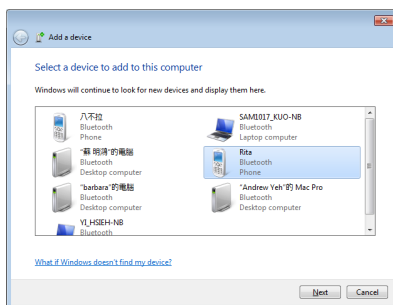 Add a device
Select a device to add to this computer
Windows will continue to look for new devices and display them here.
八不拉
Bluetooth
Phone
SAM1017_KUO-NB
Bluetooth
Laptop computer
"蘇 明鴻"的電腦
Bluetooth
Desktop computer
Rita
Bluetooth
Phone
"barbara"的電腦
Bluetooth
Desktop computer
"Andrew Yeh"的 Mac Pro
Bluetooth
Desktop computer
YI_HSIEH-NB
Bluetooth
What if Windows doesn't find my device?
Next
Cancel